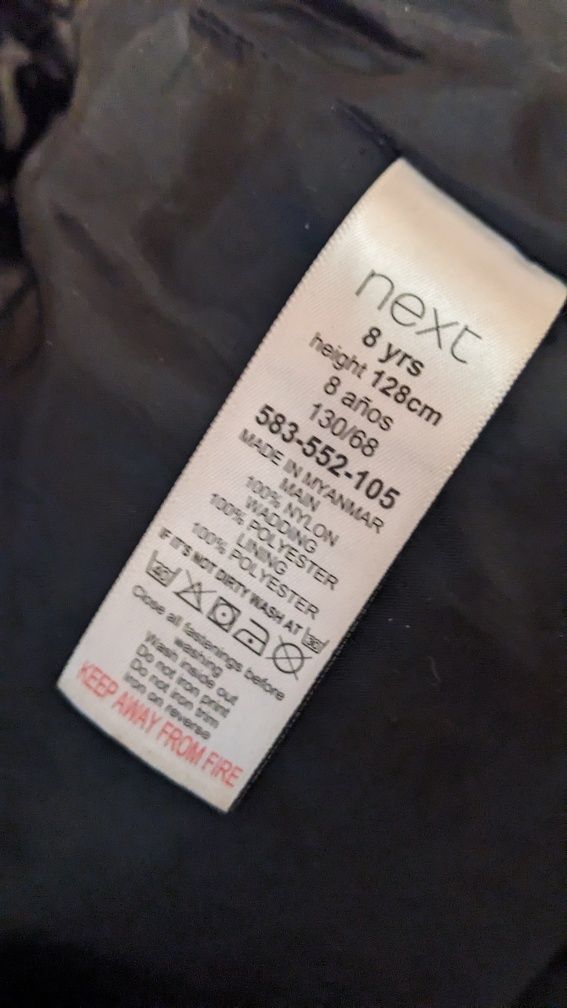 next
8 yrs
height 128cm
8 años
130/68
583-552-105
MADE IN MYANMAR
MAIN
100% NYLON
WADDING
100% POLYESTER
LINING
100% POLYESTER
IF IT'S NOT DIRTY WASH AT 30
40
Close all fastenings before
washing
Wash inside out
Do not iron print
Do not iron trim
Iron on reverse
KEEP AWAY FROM FIRE